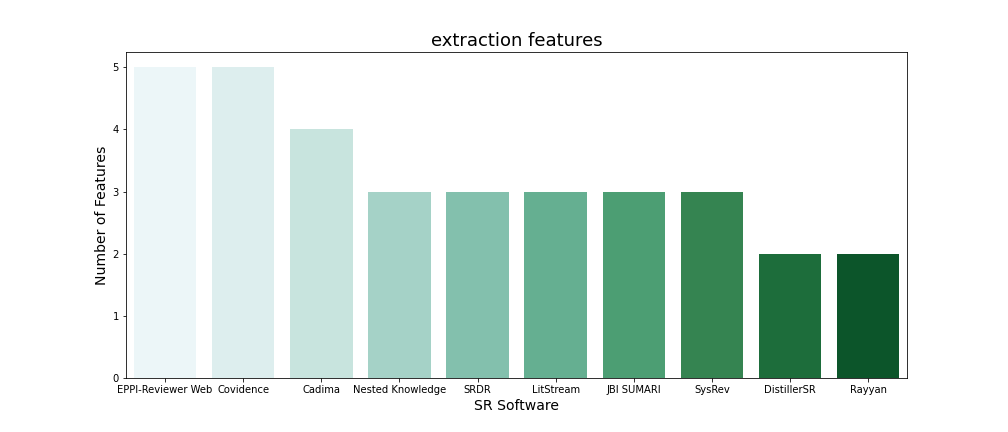 extraction features
5
4
3
2
1
0
Number of Features
EPPI-Reviewer Web Covidence Cadima Nested Knowledge SRDR LitStream JBI SUMARI SysRev DistillerSR Rayyan
SR Software